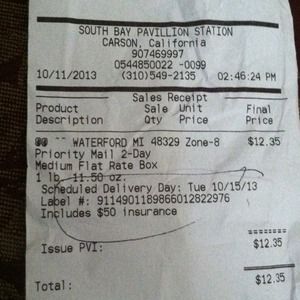 SOUTH BAY PAVILLION STATION
CARSON, California
907469997
0544850022 -0099
10/11/2013 (310)549-2135 02:46:24 PM
Sales Receipt
Product Sale Unit Final
Description Qty Price Price
WATERFORD MI 48329 Zone-8 $12.35
Priority Mail 2-Day
Medium Flat Rate Box
1 lb. 11.50 oz.
Scheduled Delivery Day: Tue 10/15/13
Label #: 9114901189866012822976
Includes $50 insurance
========
Issue PVI: $12.35
========
Total: $12.35